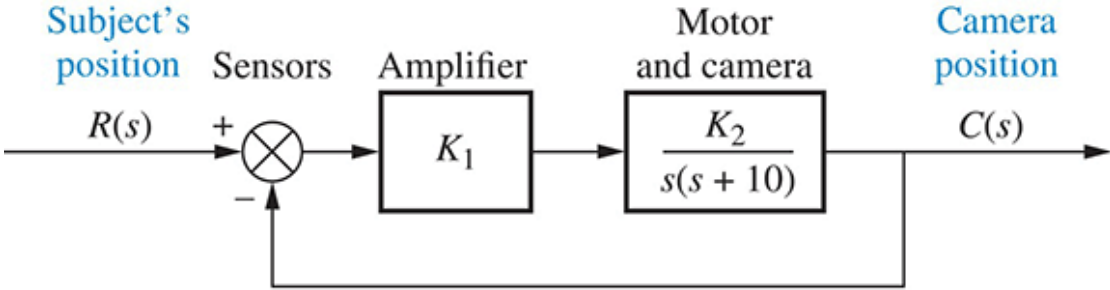 Subject's
position
Sensors
Amplifier
Motor
and camera
Camera
position
R(s)
+
−
K₁
K₂
s(s + 10)
C(s)